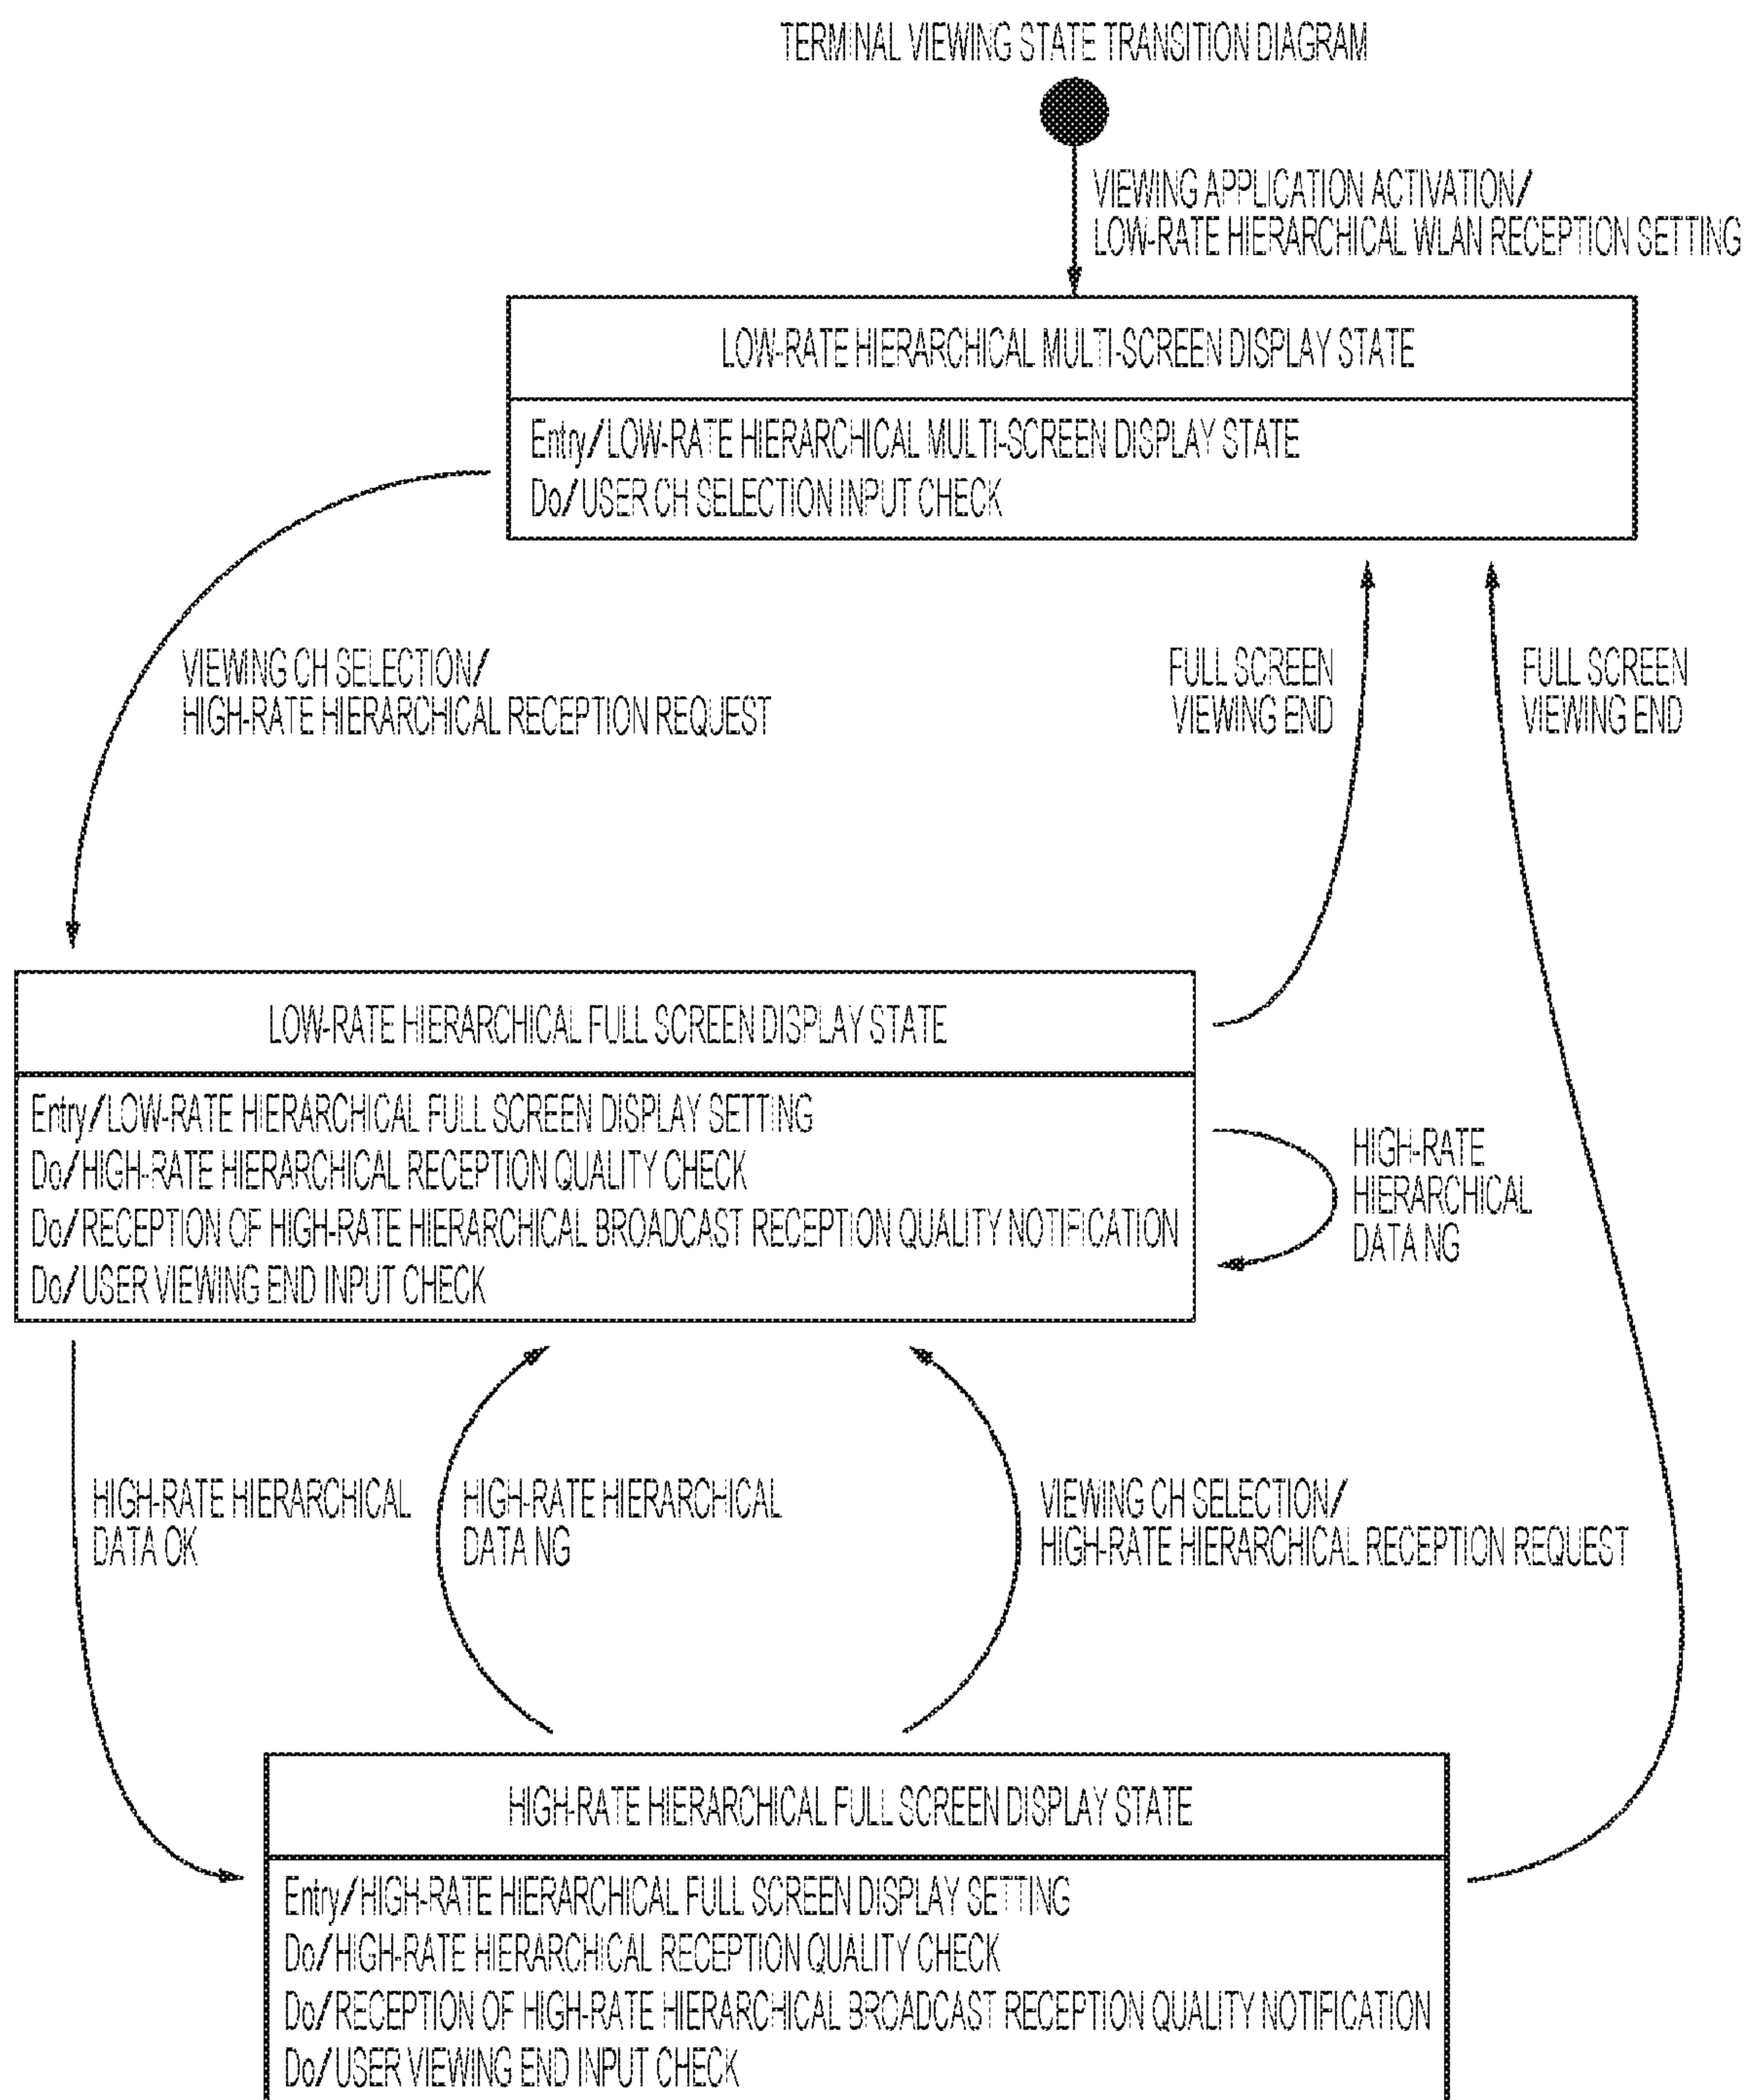 TERMINAL VIEWING STATE TRANSITION DIAGRAM
VIEWING APPLICATION ACTIVATION/
LOW-RATE HIERARCHICAL WLAN RECEPTION SETTING
LOW-RATE HIERARCHICAL MULTI-SCREEN DISPLAY STATE
Entry/LOW-RATE HIERARCHICAL MULTI-SCREEN DISPLAY STATE
Do/USER CH SELECTION INPUT CHECK
VIEWING CH SELECTION/
HIGH-RATE HIERARCHICAL RECEPTION REQUEST
FULL SCREEN
VIEWING END
FULL SCREEN
VIEWING END
LOW-RATE HIERARCHICAL FULL SCREEN DISPLAY STATE
Entry/LOW-RATE HIERARCHICAL FULL SCREEN DISPLAY SETTING
Do/HIGH-RATE HIERARCHICAL RECEPTION QUALITY CHECK
Do/RECEPTION OF HIGH-RATE HIERARCHICAL BROADCAST RECEPTION QUALITY NOTIFICATION
Do/USER VIEWING END INPUT CHECK
HIGH-RATE
HIERARCHICAL
DATA NG
HIGH-RATE HIERARCHICAL
DATA OK
HIGH-RATE HIERARCHICAL
DATA NG
VIEWING CH SELECTION/
HIGH-RATE HIERARCHICAL RECEPTION REQUEST
HIGH-RATE HIERARCHICAL FULL SCREEN DISPLAY STATE
Entry/HIGH-RATE HIERARCHICAL FULL SCREEN DISPLAY SETTING
Do/HIGH-RATE HIERARCHICAL RECEPTION QUALITY CHECK
Do/RECEPTION OF HIGH-RATE HIERARCHICAL BROADCAST RECEPTION QUALITY NOTIFICATION
Do/USER VIEWING END INPUT CHECK